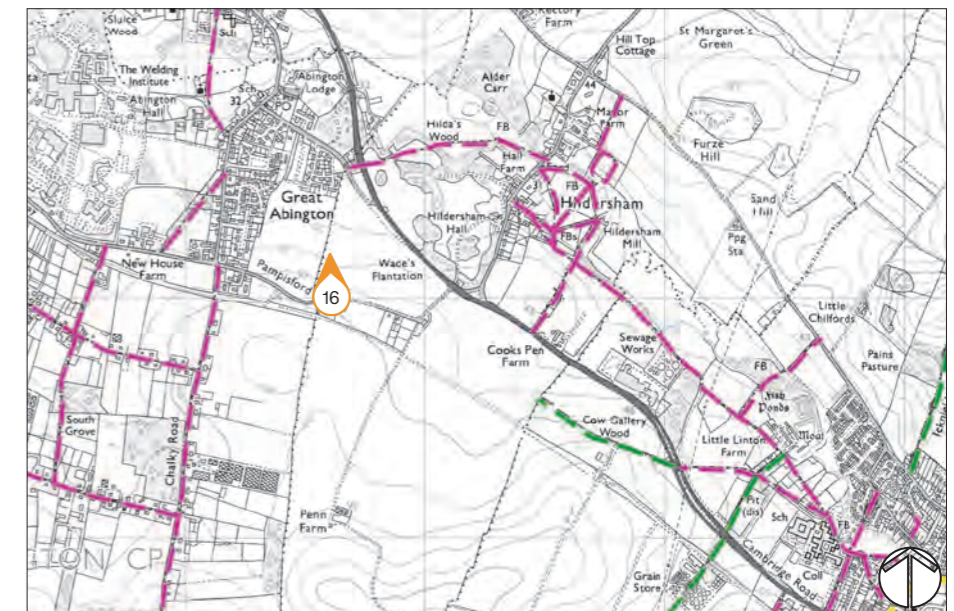 Sluice
Wood
Sch
Rectory
Farm
Hill Top
Cottage
St Margaret's
Green
The Welding
Institute
Abington
Hall
Sch
32
PO
Abington
Lodge
Alder
Carr
44
Manor
Farm
Hilda's
Wood
FB
Furze
Hill
Hall
Farm
Ford
Great
Abington
31
FB
Hildersham
Sand
Hill
Hildersham
Hall
FBs
Hildersham
Mill
Ppg
Sta
New House
Farm
Pampisford
Wace's
Plantation
16
Little
Chilfords
Cooks Pen
Farm
Sewage
Works
Pains
Pasture
FB
43
Fish
Ponds
South
Grove
Chalky Road
Cow Gallery
Wood
Little Linton
Farm
Moat
Penn
Farm
Pit
(dis)
Sch
FB
TON CP
Cambridge Road
Coll
Grain
Store